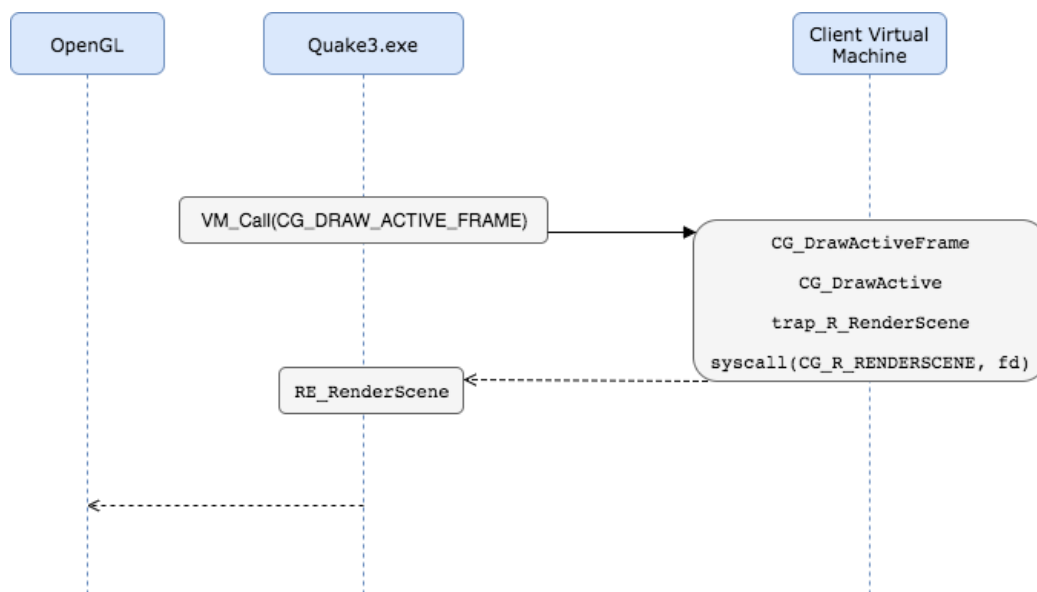 OpenGL
Quake3.exe
Client Virtual
Machine
VM_Call(CG_DRAW_ACTIVE_FRAME)
CG_DrawActiveFrame
CG_DrawActive
trap_R_RenderScene
syscall(CG_R_RENDERSCENE, fd)
RE_RenderScene